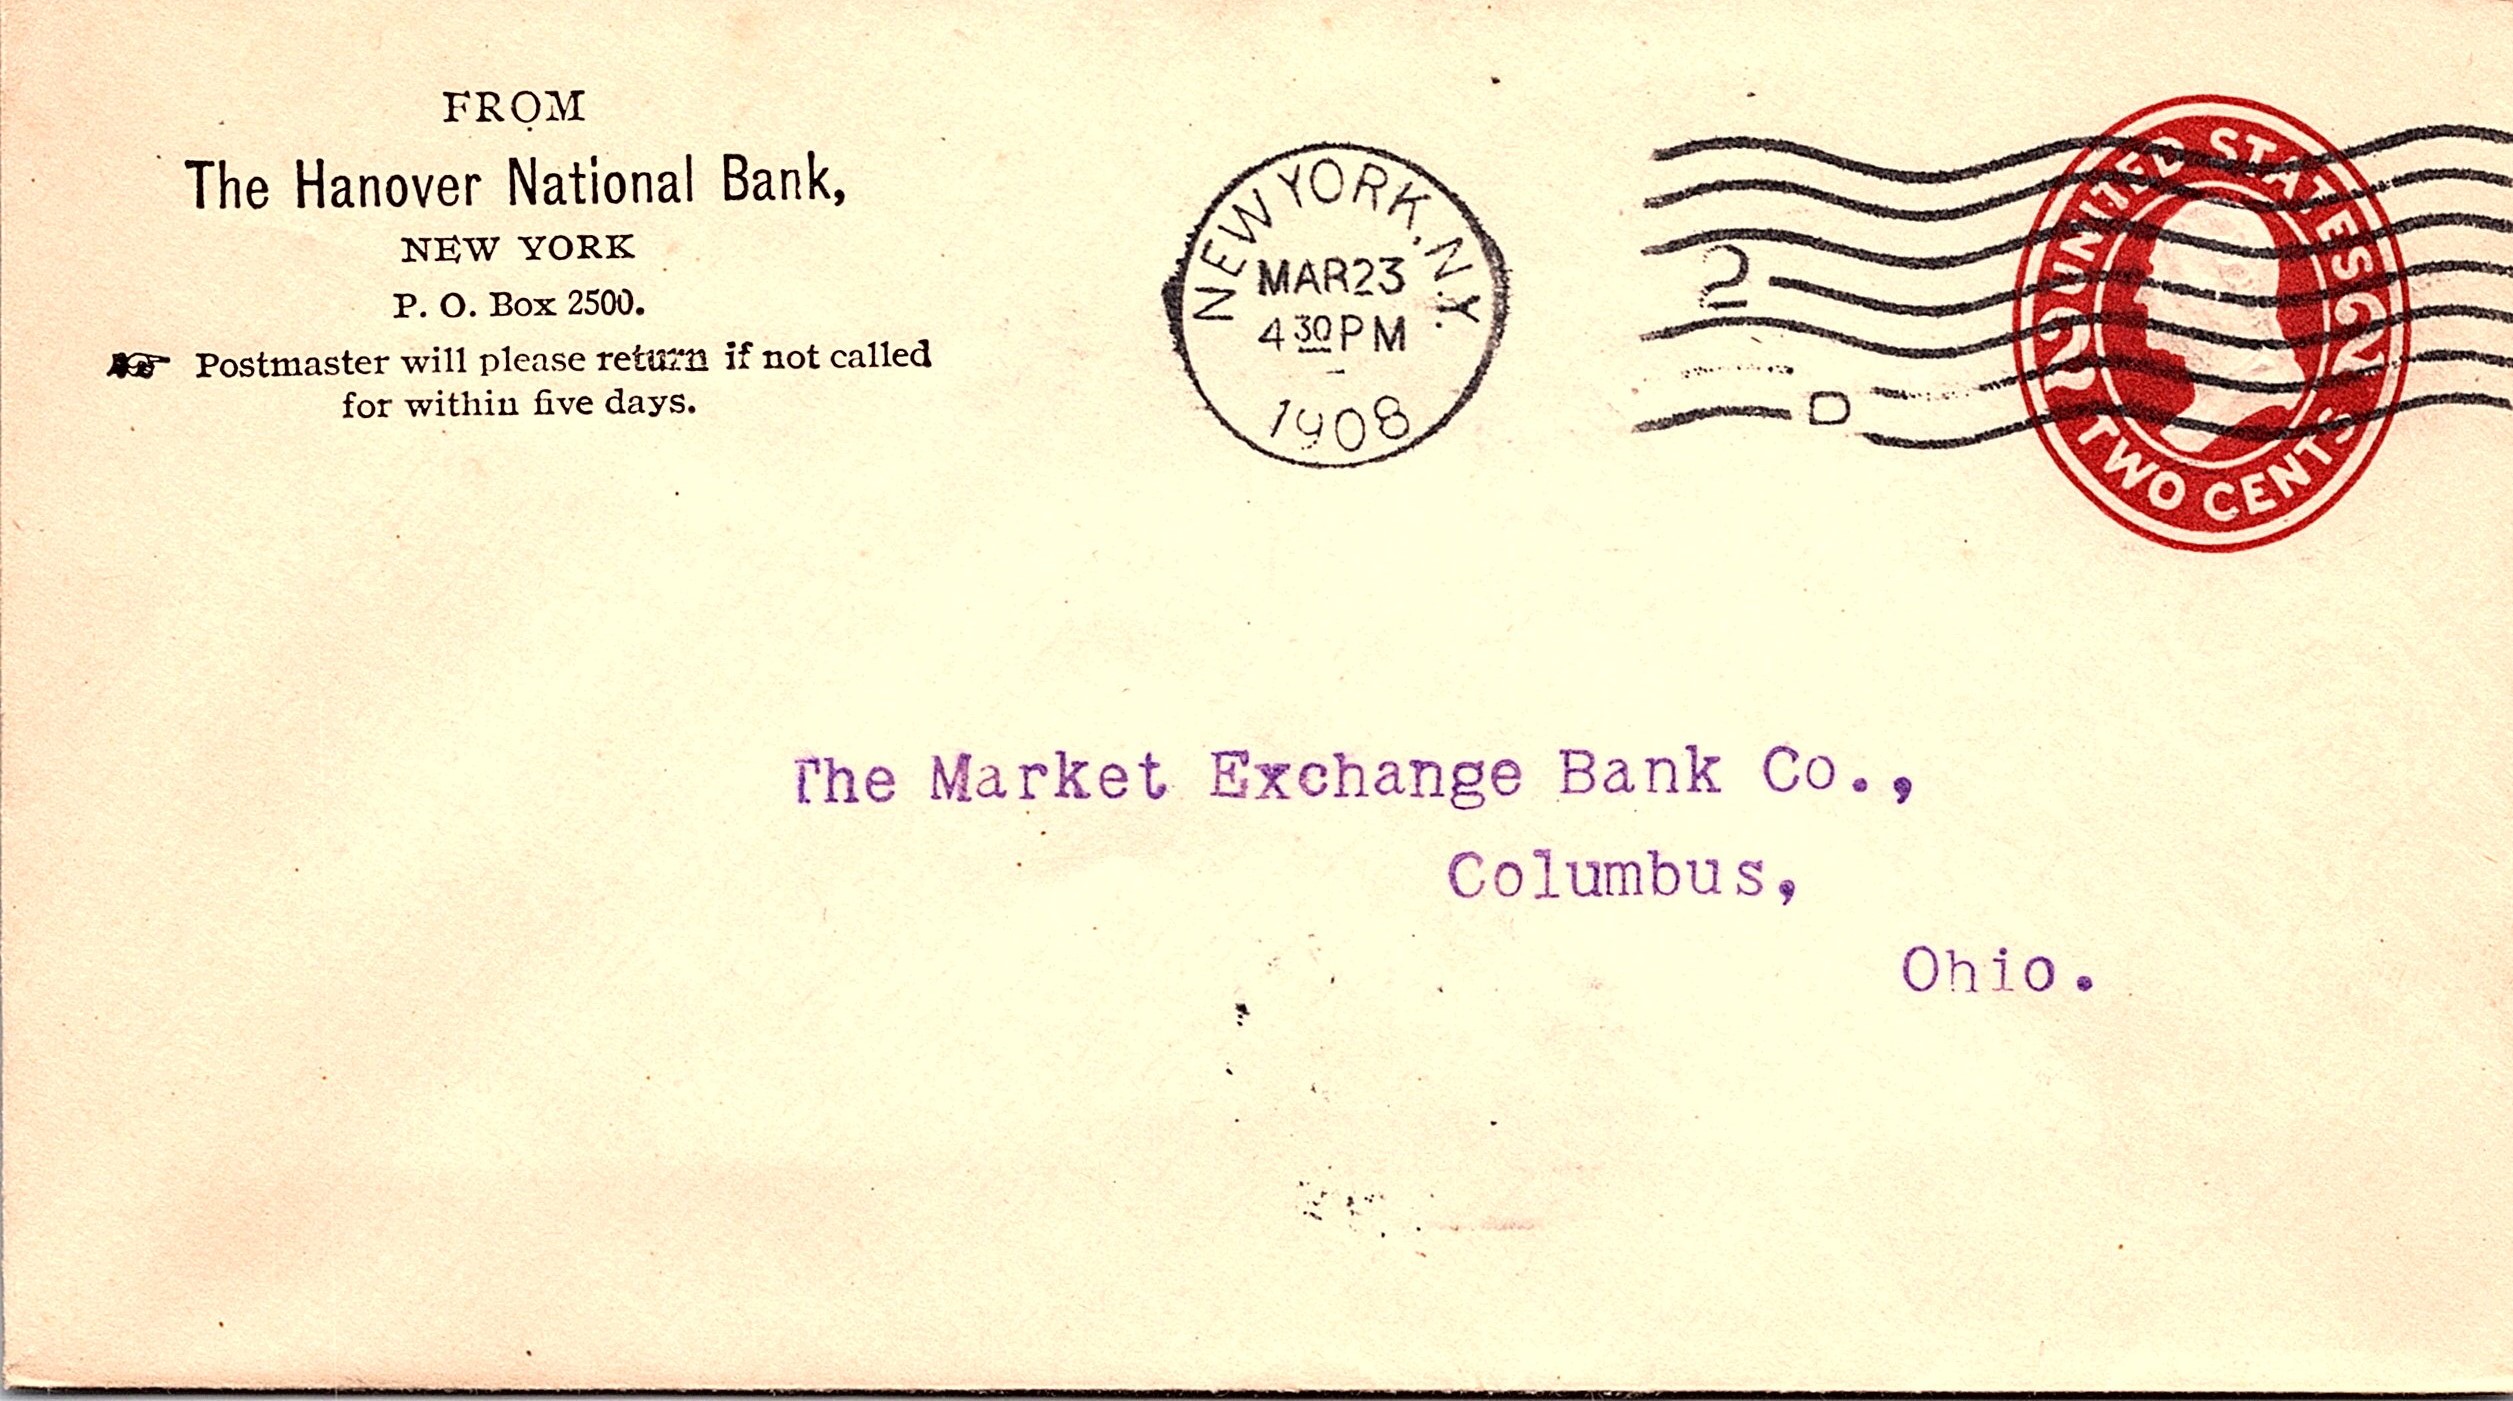 FROM
The Hanover National Bank,
NEW YORK
P. O. Box 2500.
☞ Postmaster will please return if not called
for within five days.
NEW YORK, N.Y.
MAR 23
4 30 PM
1908
2
D
UNITED STATES
2 2
TWO CENTS
The Market Exchange Bank Co.,
Columbus,
Ohio.